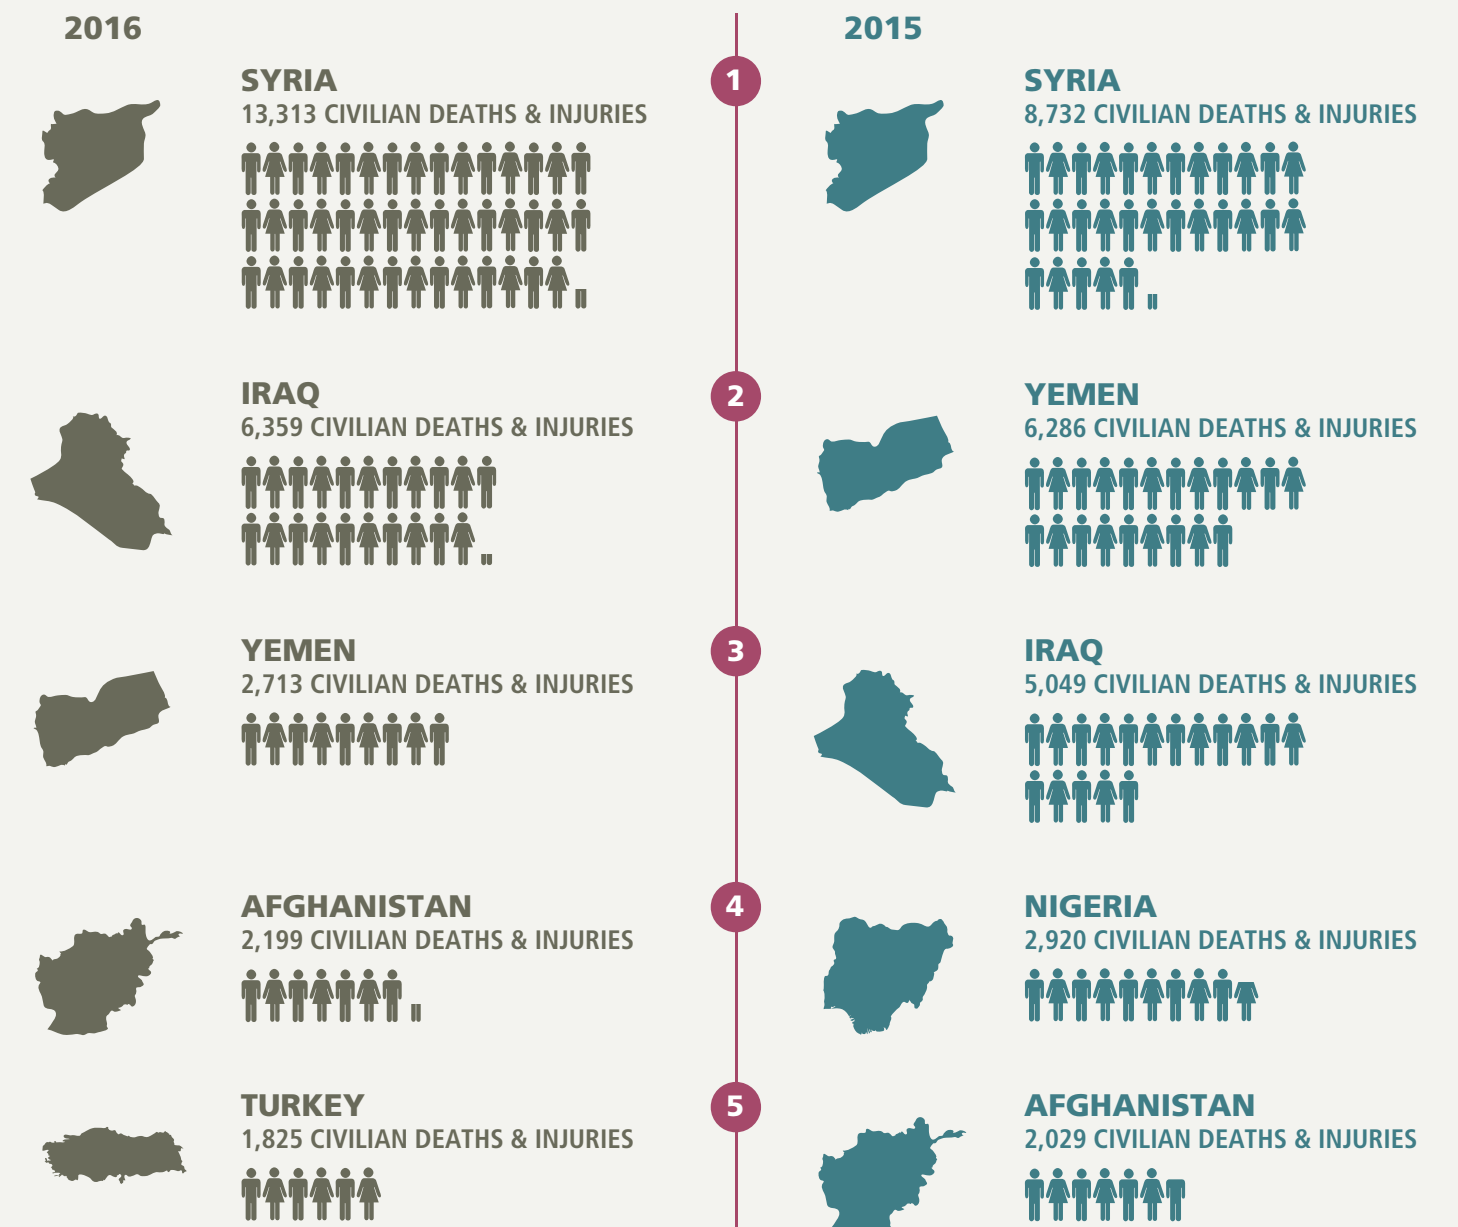 2016
2015
1
SYRIA
13,313 CIVILIAN DEATHS & INJURIES
SYRIA
8,732 CIVILIAN DEATHS & INJURIES
2
IRAQ
6,359 CIVILIAN DEATHS & INJURIES
YEMEN
6,286 CIVILIAN DEATHS & INJURIES
3
YEMEN
2,713 CIVILIAN DEATHS & INJURIES
IRAQ
5,049 CIVILIAN DEATHS & INJURIES
4
AFGHANISTAN
2,199 CIVILIAN DEATHS & INJURIES
NIGERIA
2,920 CIVILIAN DEATHS & INJURIES
5
TURKEY
1,825 CIVILIAN DEATHS & INJURIES
AFGHANISTAN
2,029 CIVILIAN DEATHS & INJURIES